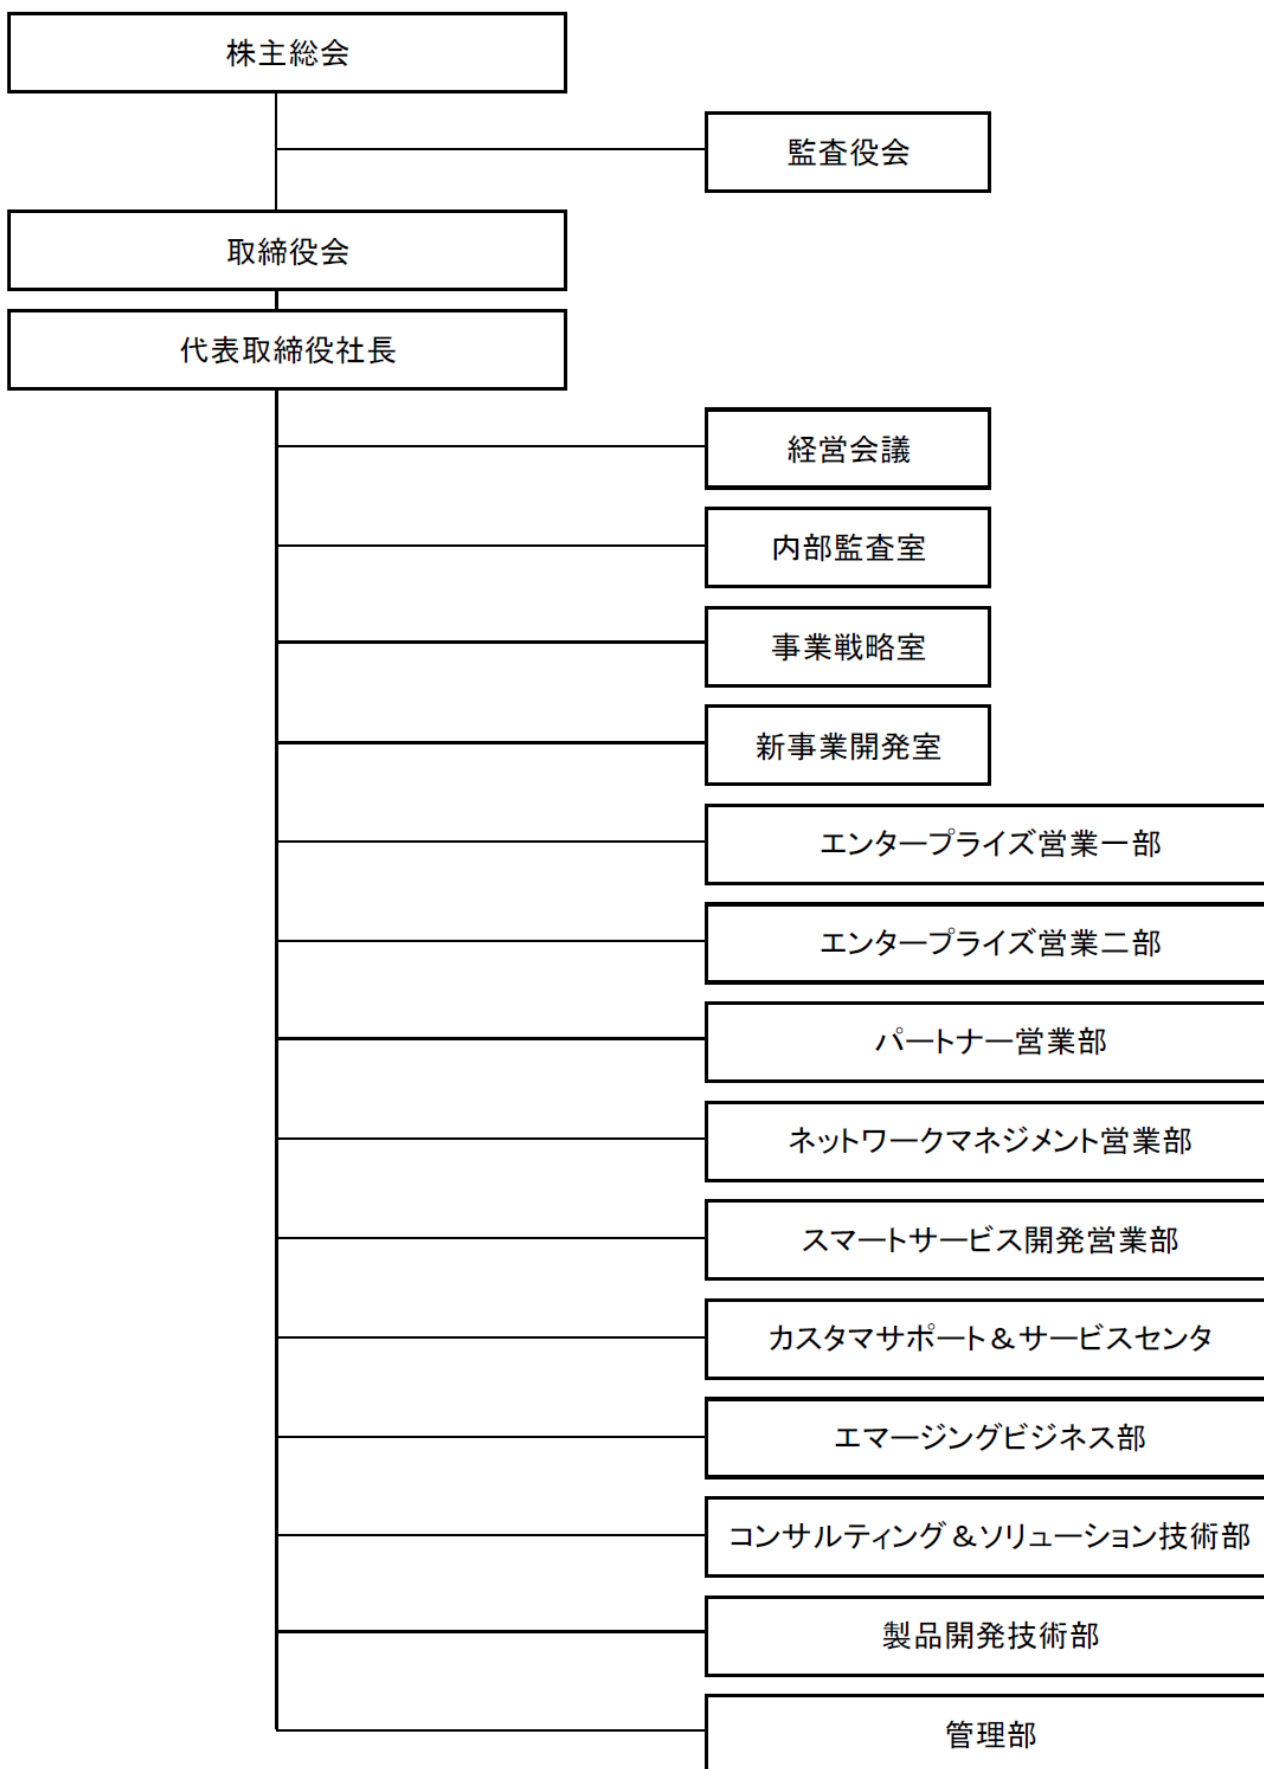 株主総会
監査役会
取締役会
代表取締役社長
経営会議
内部監査室
事業戦略室
新事業開発室
エンタープライズ営業一部
エンタープライズ営業二部
パートナー営業部
ネットワークマネジメント営業部
スマートサービス開発営業部
カスタマサポート＆サービスセンタ
エマージングビジネス部
コンサルティング＆ソリューション技術部
製品開発技術部
管理部